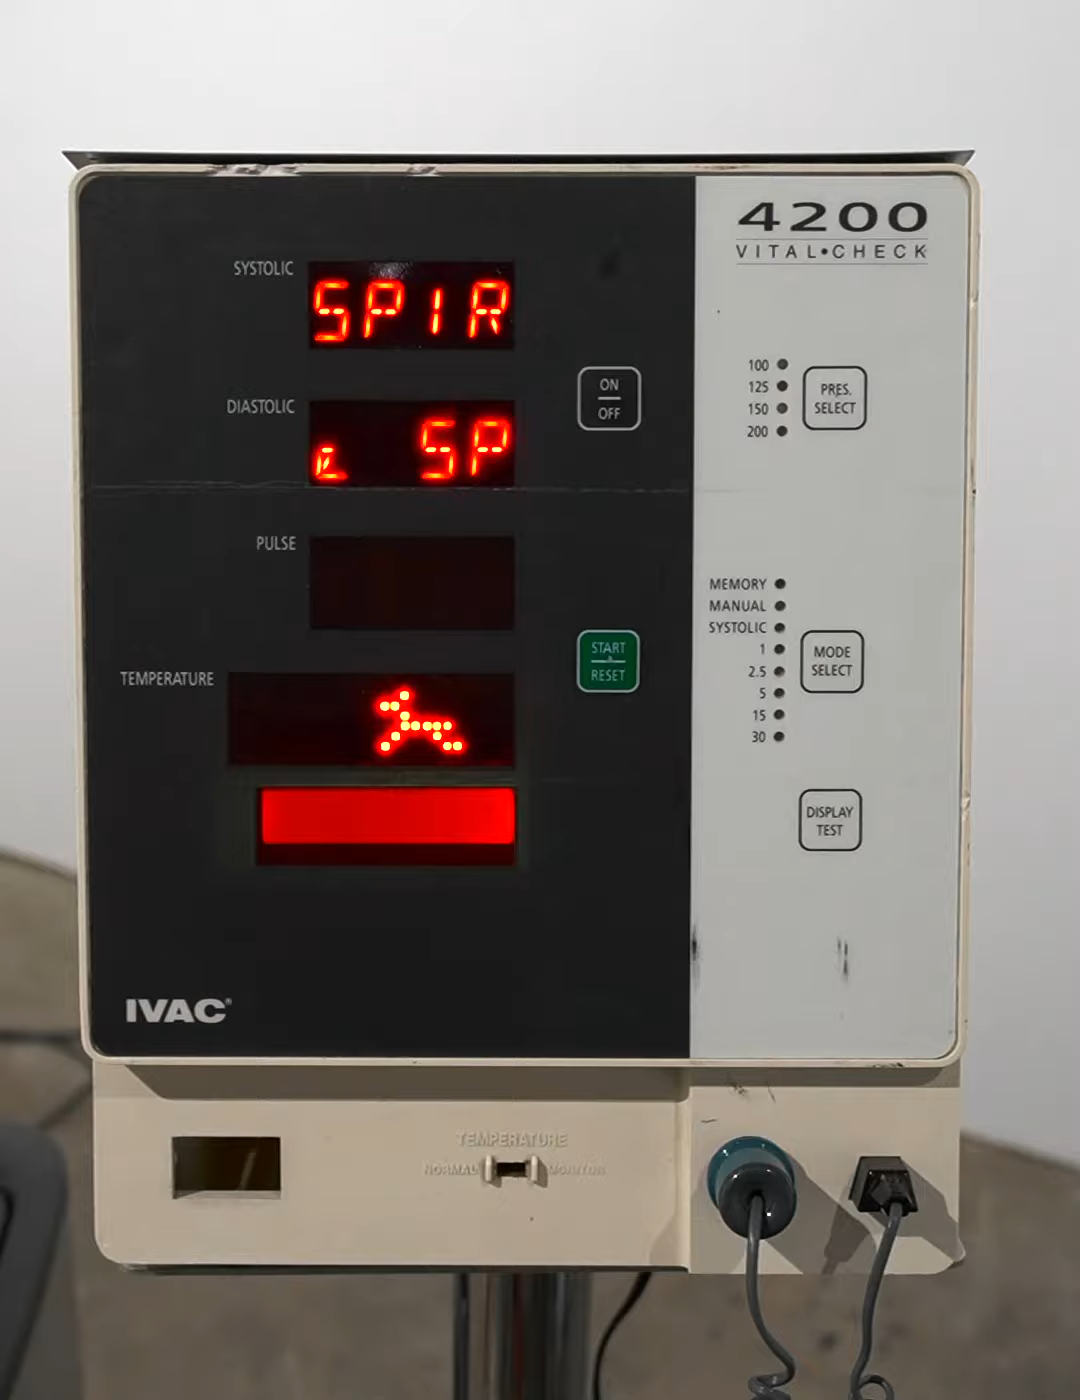 4200
VITAL•CHECK
SYSTOLIC
SP1R
DIASTOLIC
SP
ON
OFF
100
125
150
200
PRES.
SELECT
PULSE
MEMORY
MANUAL
SYSTOLIC
1
2.5
5
15
30
MODE
SELECT
START
RESET
TEMPERATURE
DISPLAY
TEST
IVAC®
TEMPERATURE
NORMAL MONITOR